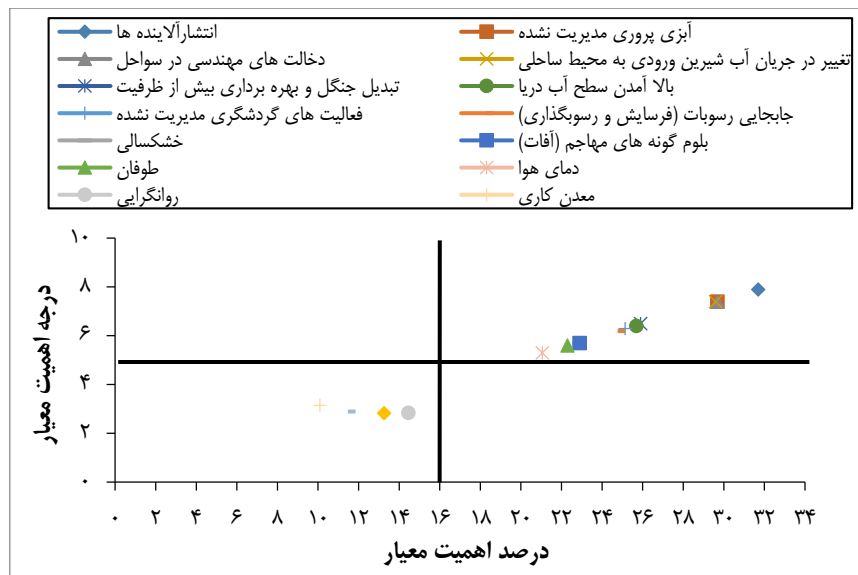 انتشارآلاینده ها
آبزی پروری مدیریت نشده
دخالت های مهندسی در سواحل
تغییر در جریان آب شیرین ورودی به محیط ساحلی
تبدیل جنگل و بهره برداری بیش از ظرفیت
بالا آمدن سطح آب دریا
فعالیت های گردشگری مدیریت نشده
جابجایی رسوبات (فرسایش و رسوبگذاری)
خشکسالی
بلوم گونه های مهاجم (آفات)
طوفان
دمای هوا
روانگرایی
معدن کاری
درجه اهمیت معیار
۱۰
۸
۶
۴
۲
۰
۰ ۲ ۴ ۶ ۸ ۱۰ ۱۲ ۱۴ ۱۶ ۱۸ ۲۰ ۲۲ ۲۴ ۲۶ ۲۸ ۳۰ ۳۲ ۳۴
درصد اهمیت معیار